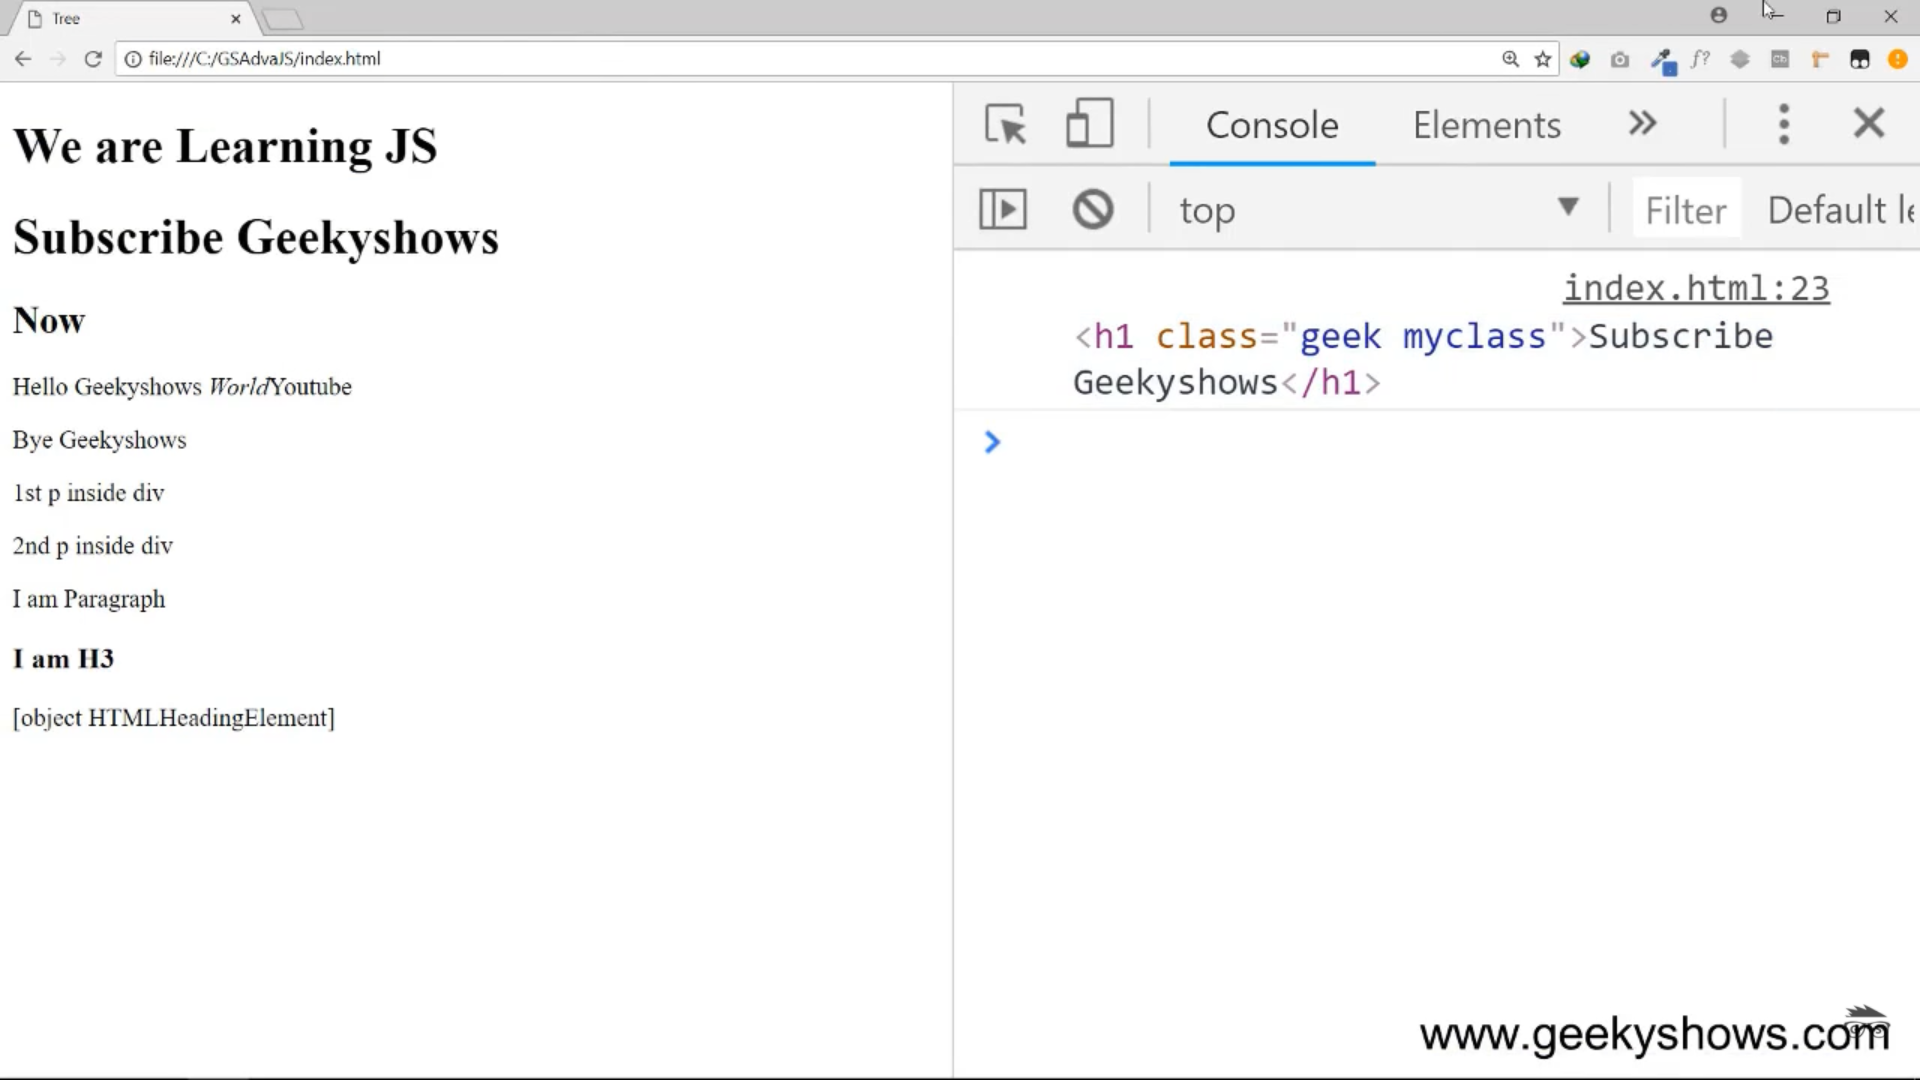 Tree
file:///C:/GSAdvaJS/index.html
We are Learning JS
Subscribe Geekyshows
Now
Hello Geekyshows WorldYoutube
Bye Geekyshows
1st p inside div
2nd p inside div
I am Paragraph
I am H3
[object HTMLHeadingElement]
Console Elements
top Filter Default le
index.html:23
<h1 class="geek myclass">Subscribe
Geekyshows</h1>
www.geekyshows.com